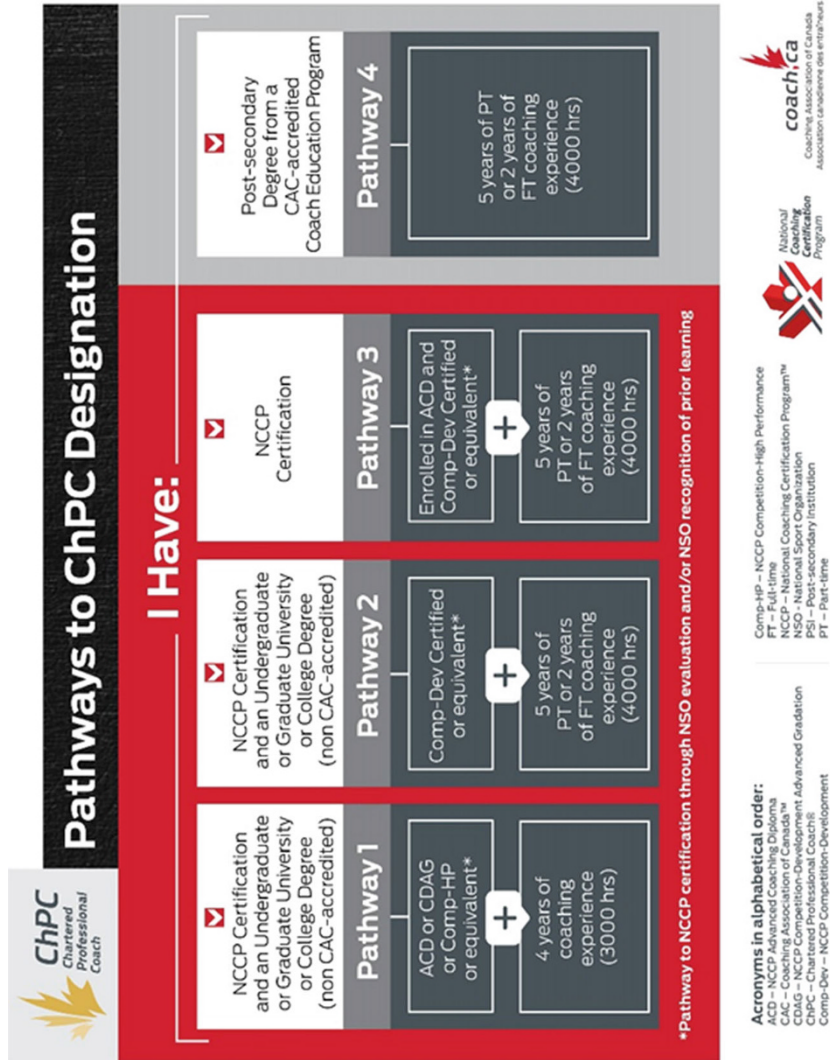 ChPC
Chartered
Professional
Coach
Pathways to ChPC Designation
I Have:
NCCP Certification
and an Undergraduate
or Graduate University
or College Degree
(non CAC-accredited)
Pathway 1
ACD or CDAG
or Comp-HP
or equivalent*
+
4 years of
coaching
experience
(3000 hrs)
NCCP Certification
and an Undergraduate
or Graduate University
or College Degree
(non CAC-accredited)
Pathway 2
Comp-Dev Certified
or equivalent*
+
5 years of
PT or 2 years
of FT coaching
experience
(4000 hrs)
NCCP
Certification
Pathway 3
Enrolled in ACD and
Comp-Dev Certified
or equivalent*
+
5 years of
PT or 2 years
of FT coaching
experience
(4000 hrs)
Post-secondary
Degree from a
CAC-accredited
Coach Education Program
Pathway 4
5 years of PT
or 2 years of
FT coaching
experience
(4000 hrs)
*Pathway to NCCP certification through NSO evaluation and/or NSO recognition of prior learning
Acronyms in alphabetical order:
ACD – NCCP Advanced Coaching Diploma
CAC – Coaching Association of Canada™
CDAG – NCCP Competition-Development Advanced Gradation
ChPC – Chartered Professional Coach®
Comp-Dev – NCCP Competition-Development
Comp-HP – NCCP Competition-High Performance
FT – Full-time
NCCP – National Coaching Certification Program™
NSO - National Sport Organization
PSI – Post-secondary Institution
PT – Part-time
National
Coaching
Certification
Program
coach.ca
Coaching Association of Canada
Association canadienne des entraîneurs